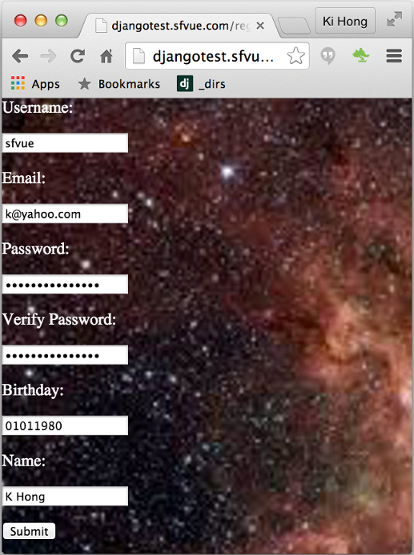 djangotest.sfvue.com/reg
Ki Hong
djangotest.sfvu...
Apps
Bookmarks
dj
_dirs
Username:
sfvue
Email:
k@yahoo.com
Password:
•••••••••••••••
Verify Password:
•••••••••••••••
Birthday:
01011980
Name:
K Hong
Submit